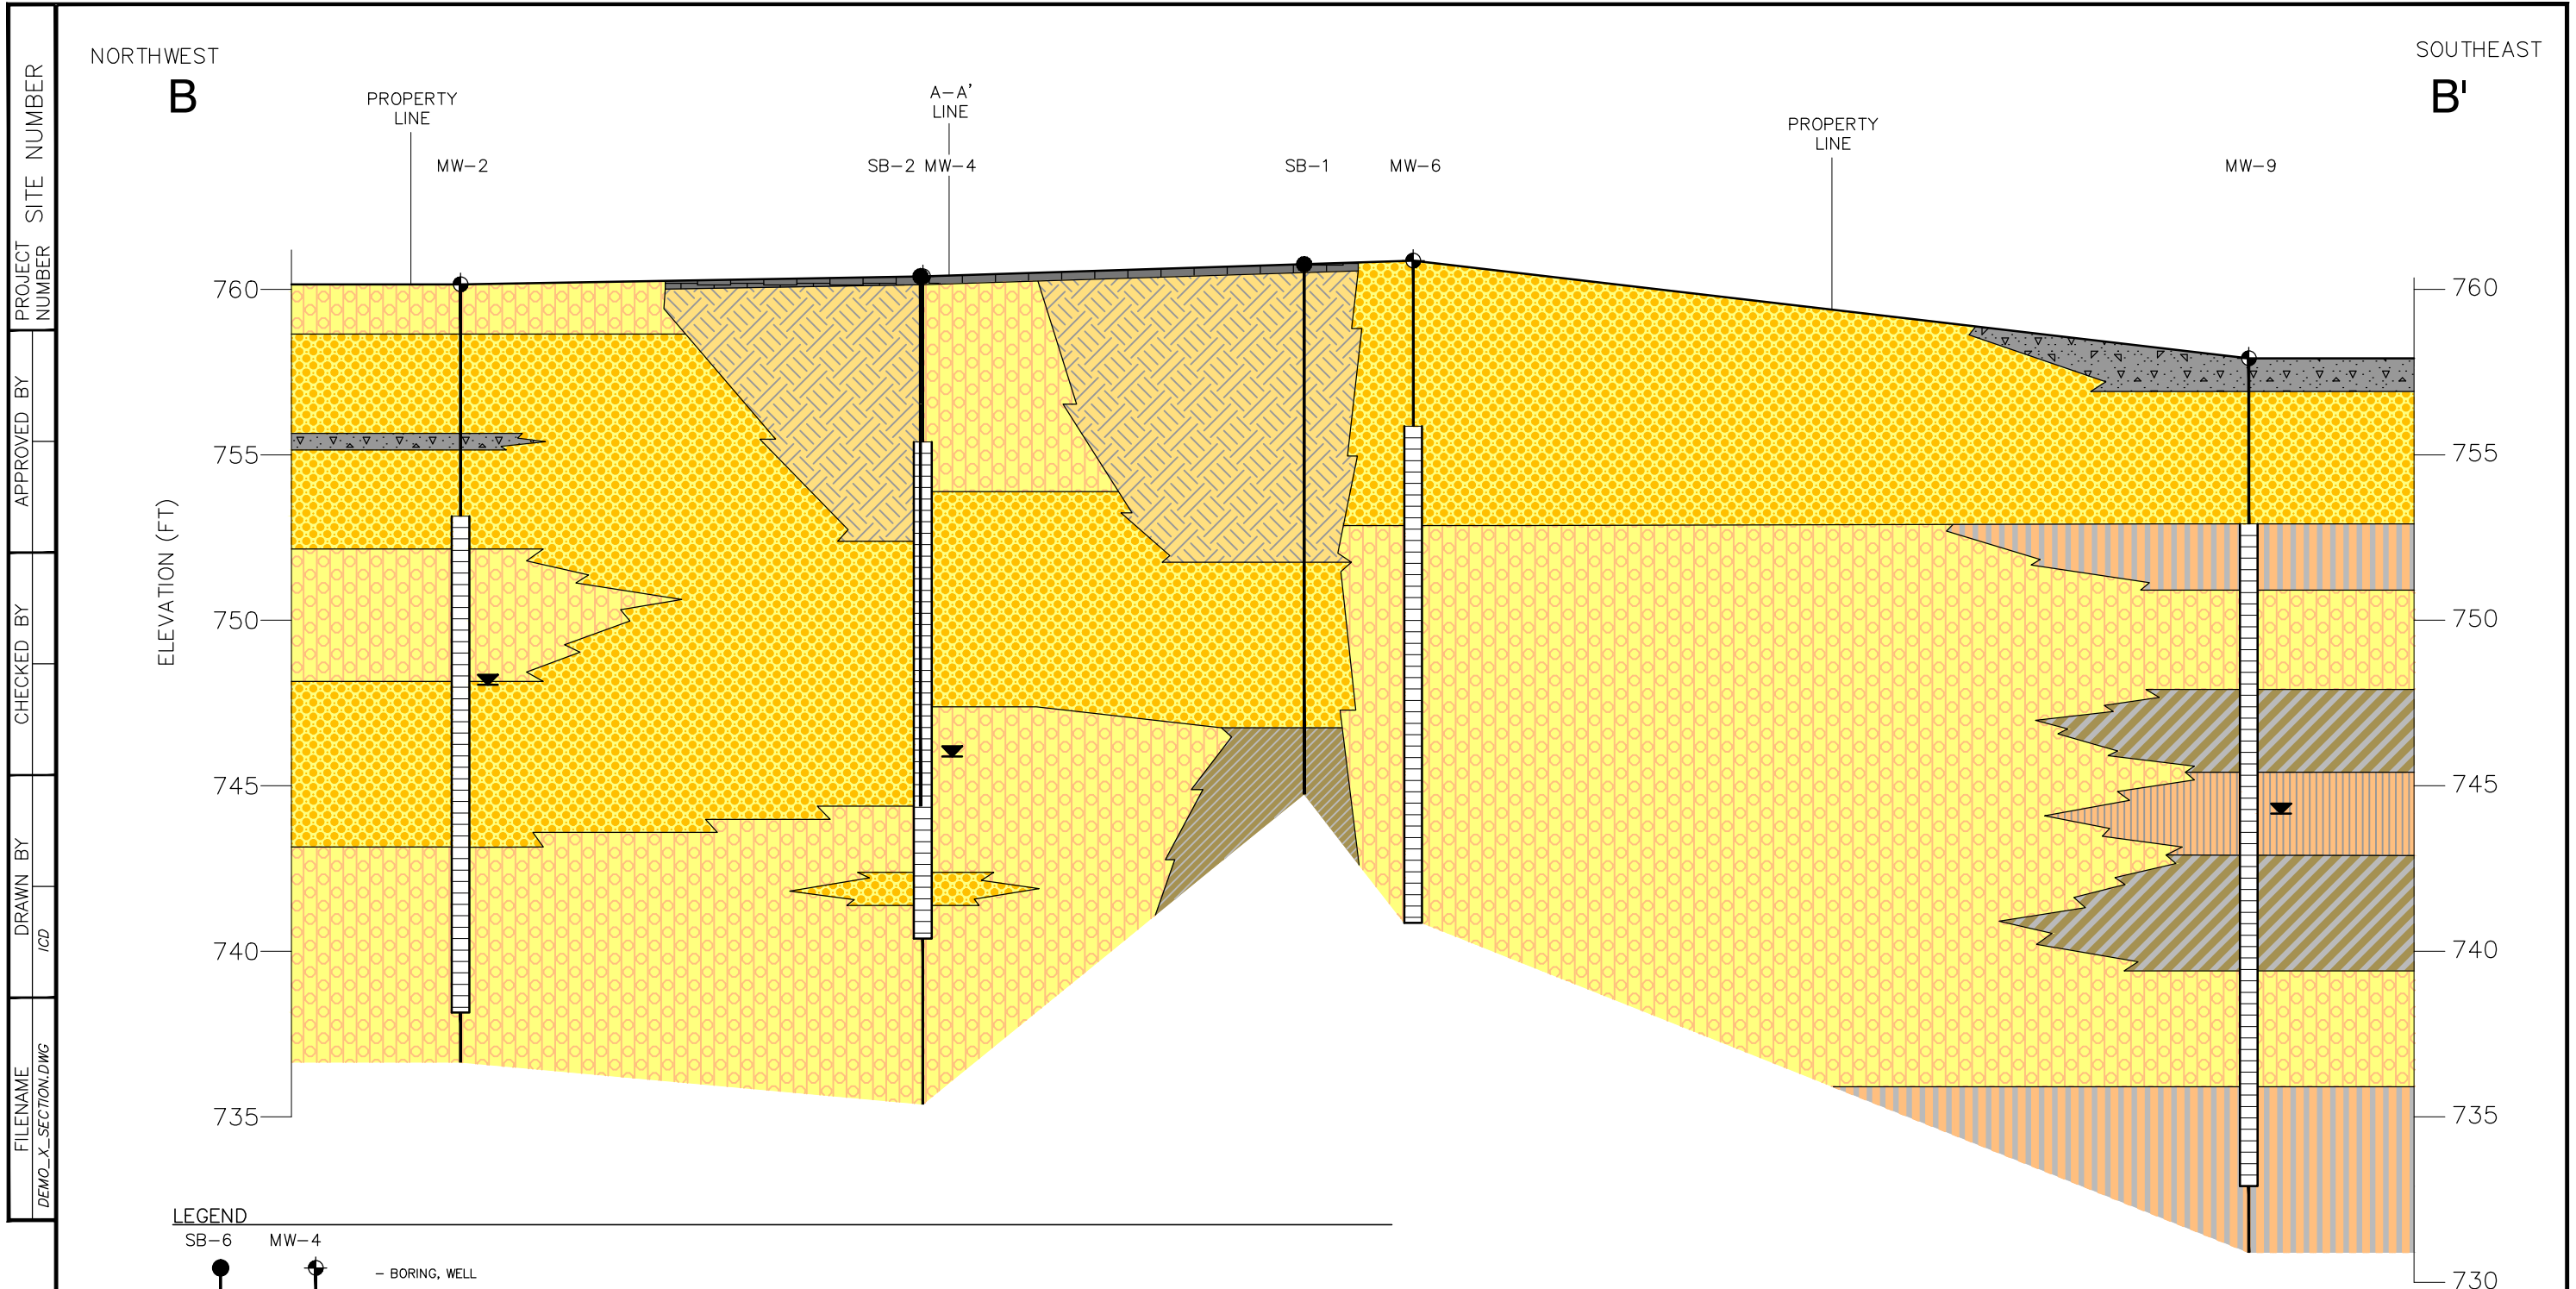 NORTHWEST
B
SOUTHEAST
B'
PROPERTY
LINE
A-A'
LINE
PROPERTY
LINE
MW-2
SB-2 MW-4
SB-1
MW-6
MW-9
ELEVATION (FT)
760
755
750
745
740
735
760
755
750
745
740
735
730
SITE NUMBER
PROJECT
NUMBER
APPROVED BY
CHECKED BY
DRAWN BY
ICD
FILENAME
DEMO_X_SECTION.DWG
LEGEND
SB-6 MW-4
- BORING, WELL